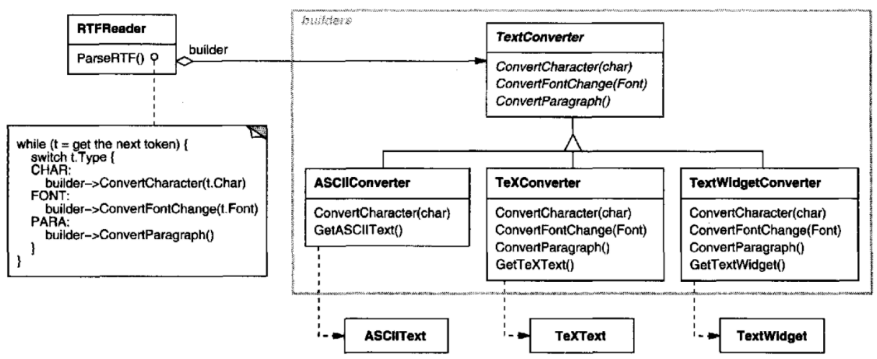 builders
RTFReader
ParseRTF()
builder
TextConverter
ConvertCharacter(char)
ConvertFontChange(Font)
ConvertParagraph()
while (t = get the next token) {
switch t.Type {
CHAR:
builder->ConvertCharacter(t.Char)
FONT:
builder->ConvertFontChange(t.Font)
PARA:
builder->ConvertParagraph()
}
}
ASCIIConverter
ConvertCharacter(char)
GetASCIIText()
TeXConverter
ConvertCharacter(char)
ConvertFontChange(Font)
ConvertParagraph()
GetTeXText()
TextWidgetConverter
ConvertCharacter(char)
ConvertFontChange(Font)
ConvertParagraph()
GetTextWidget()
ASCIIText
TeXText
TextWidget